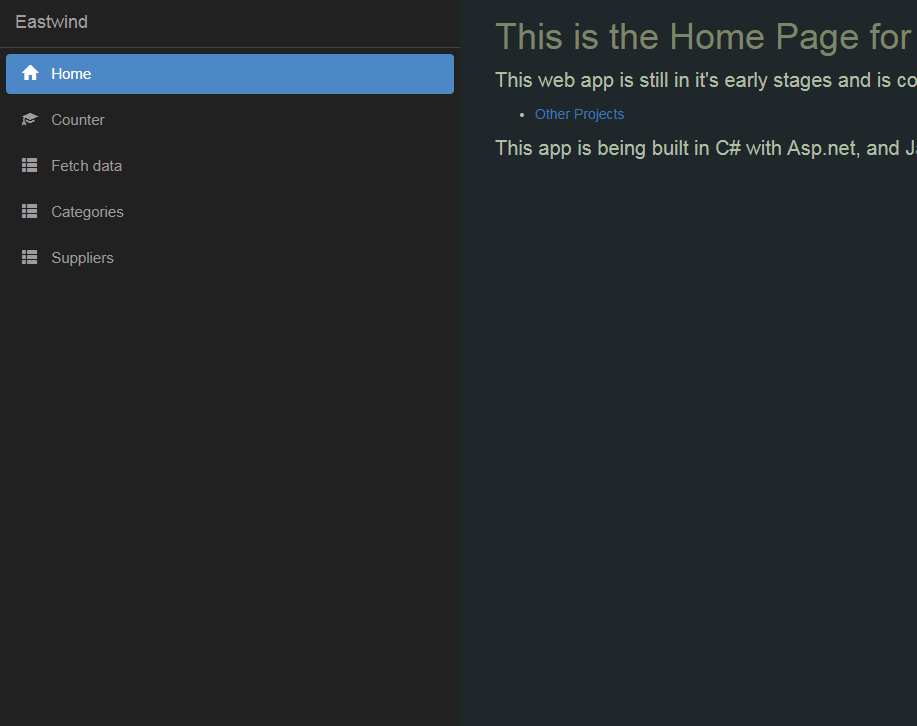 Eastwind
Home
Counter
Fetch data
Categories
Suppliers
This is the Home Page for
This web app is still in it's early stages and is co
Other Projects
This app is being built in C# with Asp.net, and Ja